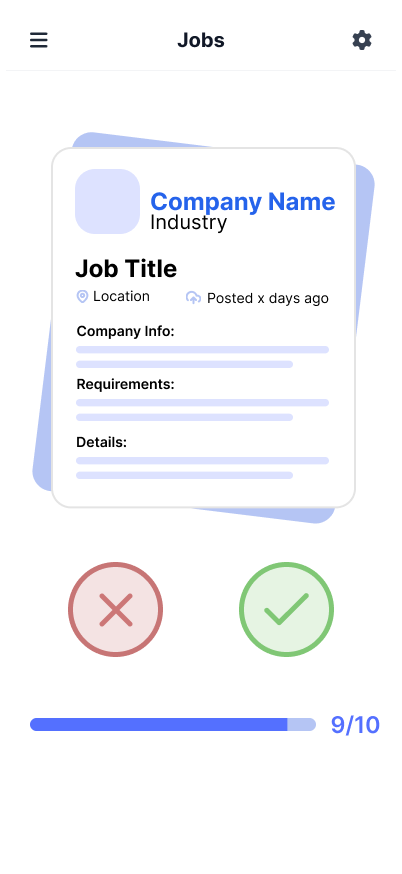 Jobs
Company Name
Industry
Job Title
Location
Posted x days ago
Company Info:
Requirements:
Details:
9/10